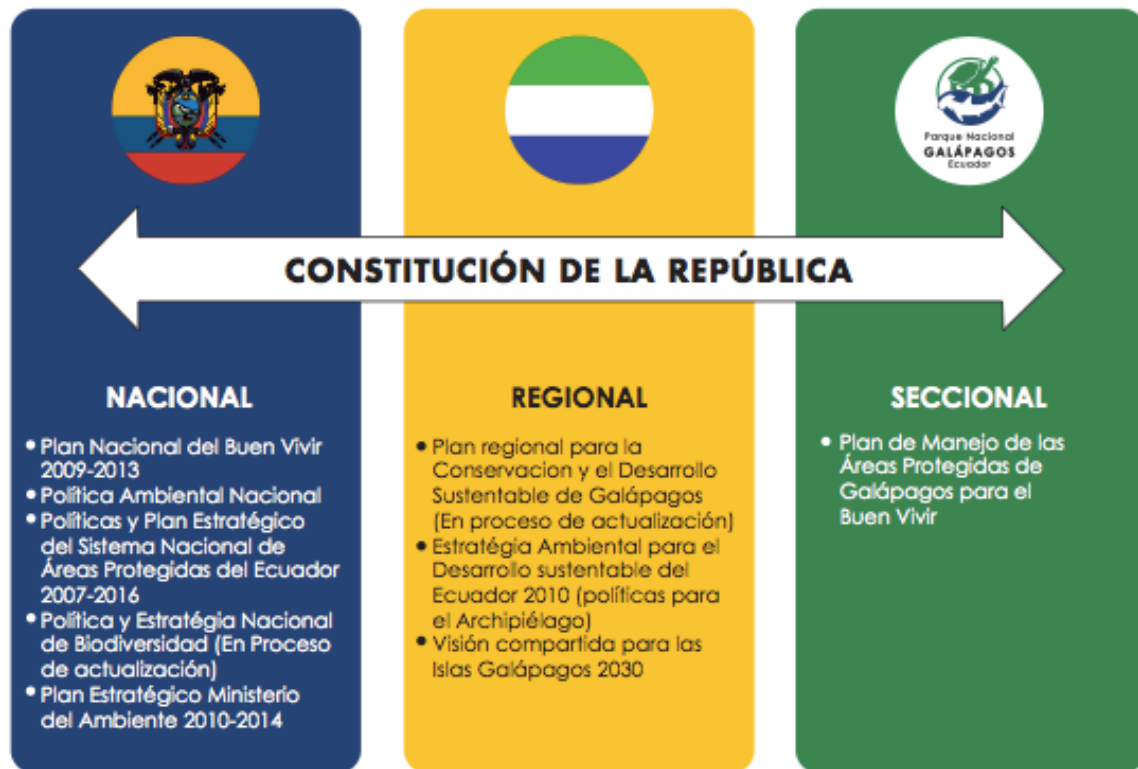 Parque Nacional
GALÁPAGOS
Ecuador
CONSTITUCIÓN DE LA REPÚBLICA
NACIONAL
• Plan Nacional del Buen Vivir
2009-2013
• Política Ambiental Nacional
• Políticas y Plan Estratégico
del Sistema Nacional de
Áreas Protegidas del Ecuador
2007-2016
• Política y Estratégia Nacional
de Biodiversidad (En Proceso
de actualización)
• Plan Estratégico Ministerio
del Ambiente 2010-2014
REGIONAL
• Plan regional para la
Conservacion y el Desarrollo
Sustentable de Galápagos
(En proceso de actualización)
• Estratégia Ambiental para el
Desarrollo sustentable del
Ecuador 2010 (políticas para
el Archipiélago)
• Visión compartida para las
Islas Galápagos 2030
SECCIONAL
• Plan de Manejo de las
Áreas Protegidas de
Galápagos para el
Buen Vivir